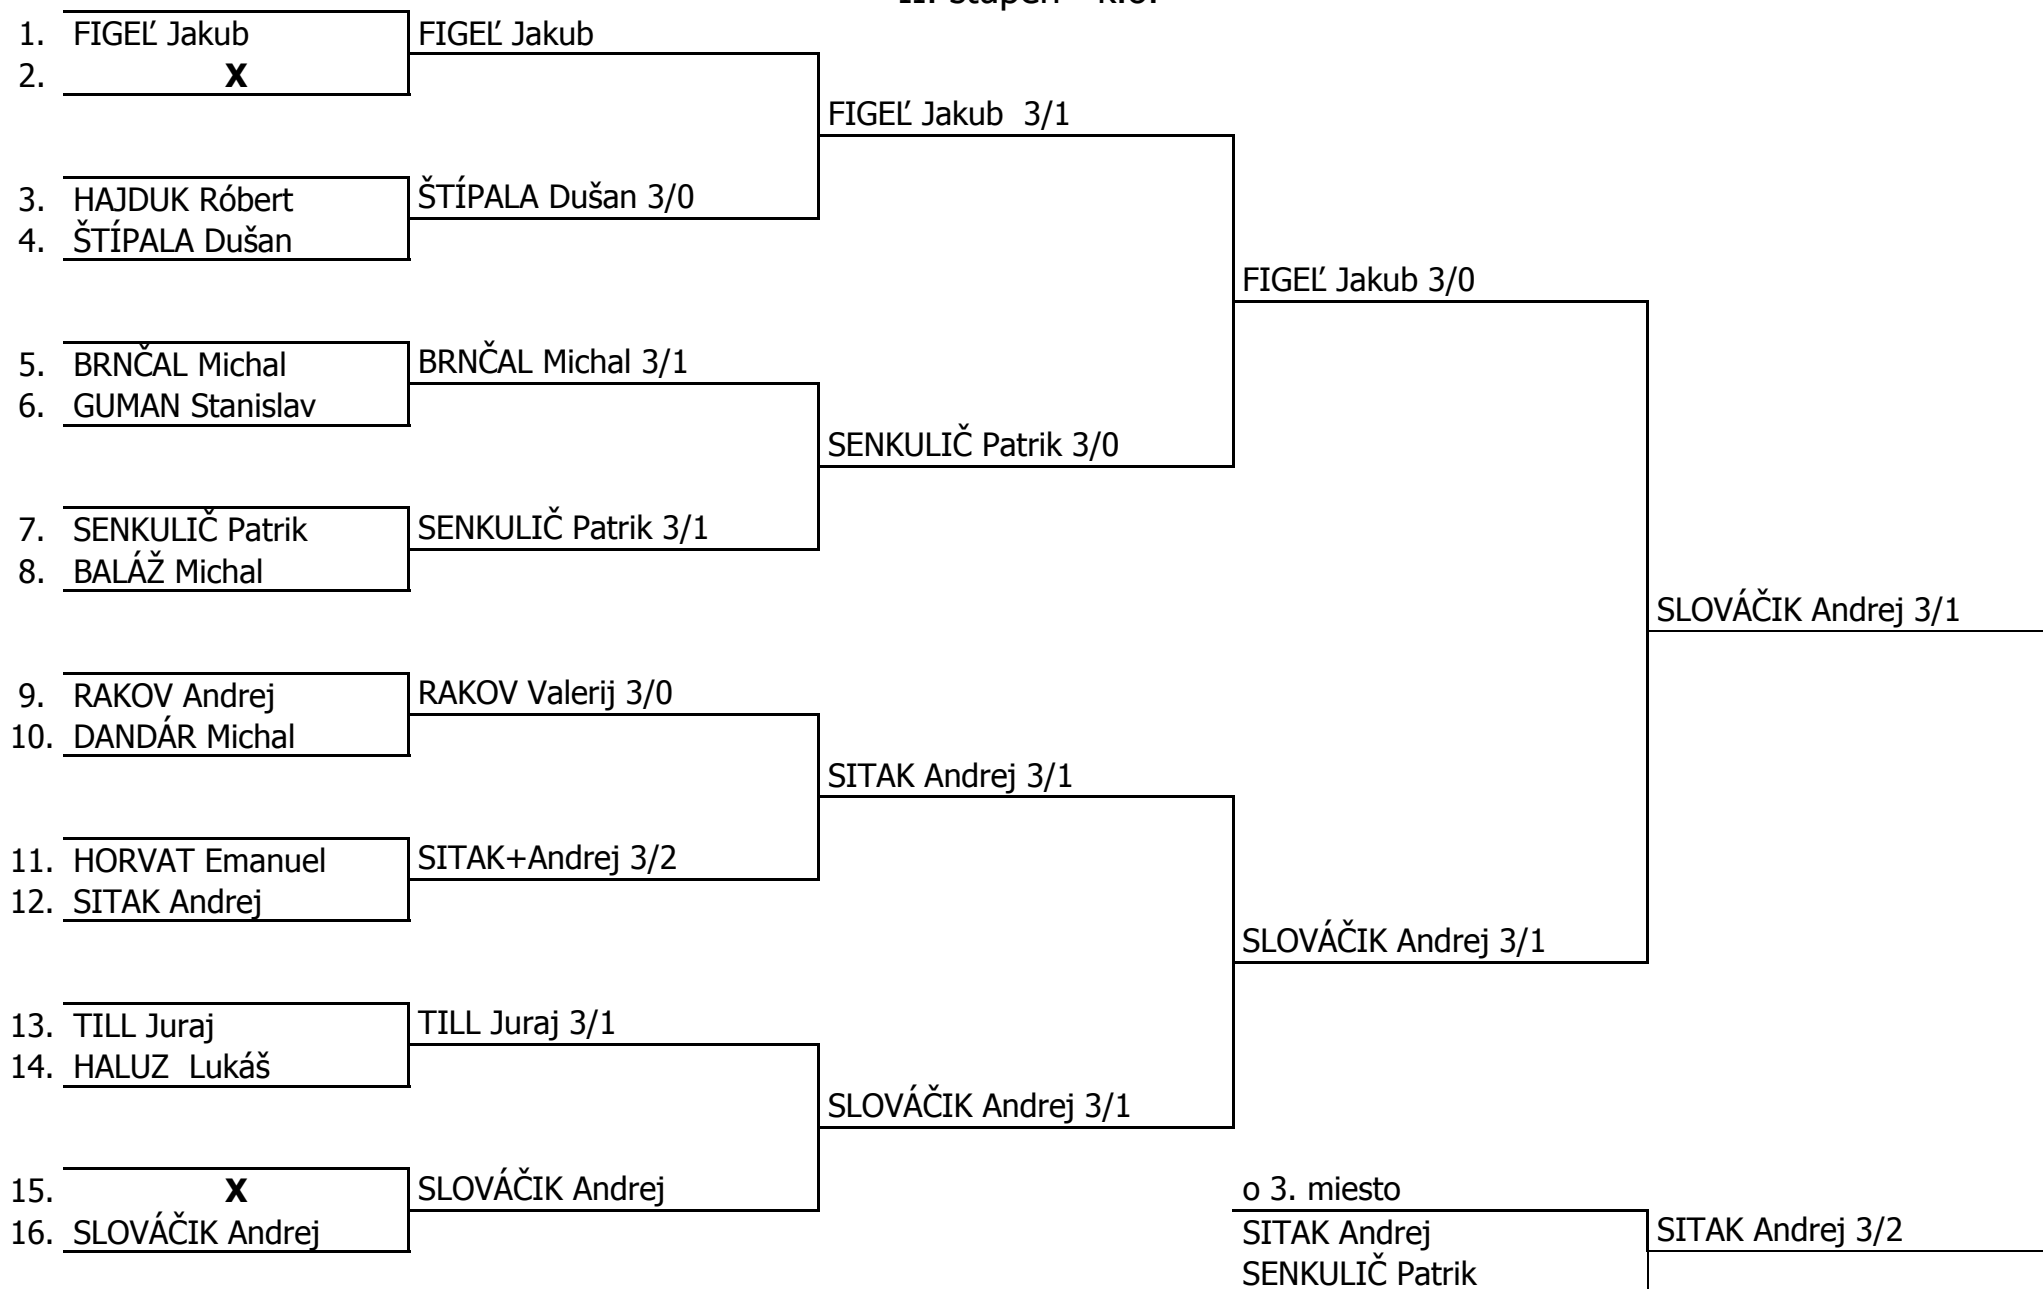 1. FIGEĽ Jakub
2. X
3. HAJDUK Róbert
4. ŠTÍPALA Dušan
5. BRNČAL Michal
6. GUMAN Stanislav
7. SENKULIČ Patrik
8. BALÁŽ Michal
9. RAKOV Andrej
10. DANDÁR Michal
11. HORVAT Emanuel
12. SITAK Andrej
13. TILL Juraj
14. HALUZ  Lukáš
15. X
16. SLOVÁČIK Andrej
FIGEĽ Jakub
ŠTÍPALA Dušan 3/0
BRNČAL Michal 3/1
SENKULIČ Patrik 3/1
RAKOV Valerij 3/0
SITAK+Andrej 3/2
TILL Juraj 3/1
SLOVÁČIK Andrej
FIGEĽ Jakub  3/1
SENKULIČ Patrik 3/0
SITAK Andrej 3/1
SLOVÁČIK Andrej 3/1
FIGEĽ Jakub 3/0
SLOVÁČIK Andrej 3/1
SLOVÁČIK Andrej 3/1
o 3. miesto
SITAK Andrej
SENKULIČ Patrik
SITAK Andrej 3/2